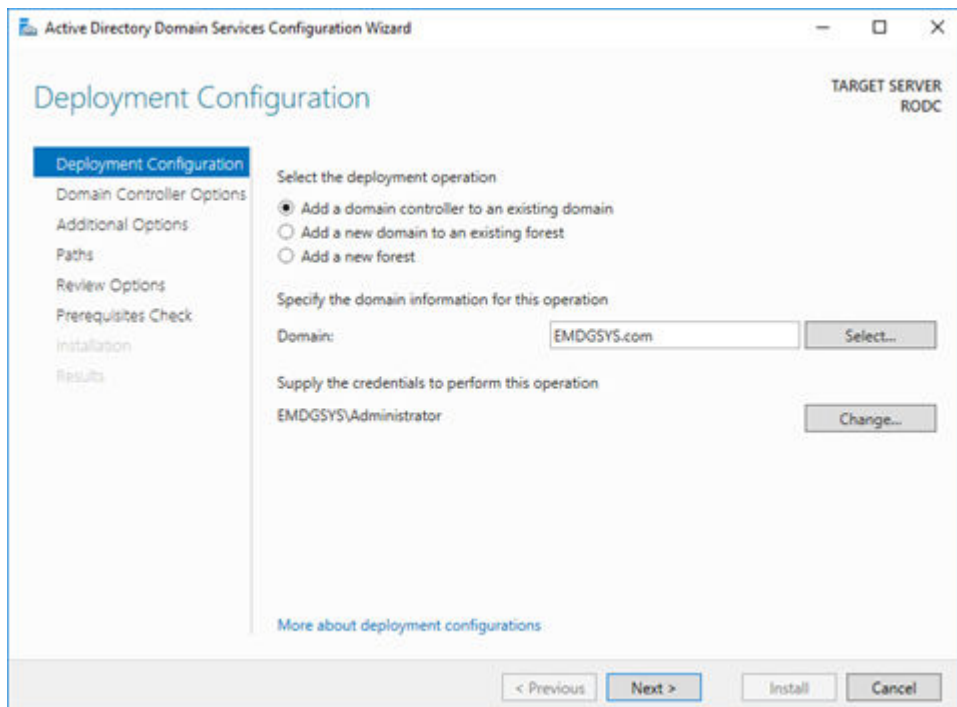 Active Directory Domain Services Configuration Wizard
Deployment Configuration
TARGET SERVER
RODC
Deployment Configuration
Domain Controller Options
Additional Options
Paths
Review Options
Prerequisites Check
Installation
Results
Select the deployment operation
Add a domain controller to an existing domain
Add a new domain to an existing forest
Add a new forest
Specify the domain information for this operation
Domain: EMDGSYS.com Select...
Supply the credentials to perform this operation
EMDGSYS\Administrator Change...
More about deployment configurations
< Previous Next > Install Cancel